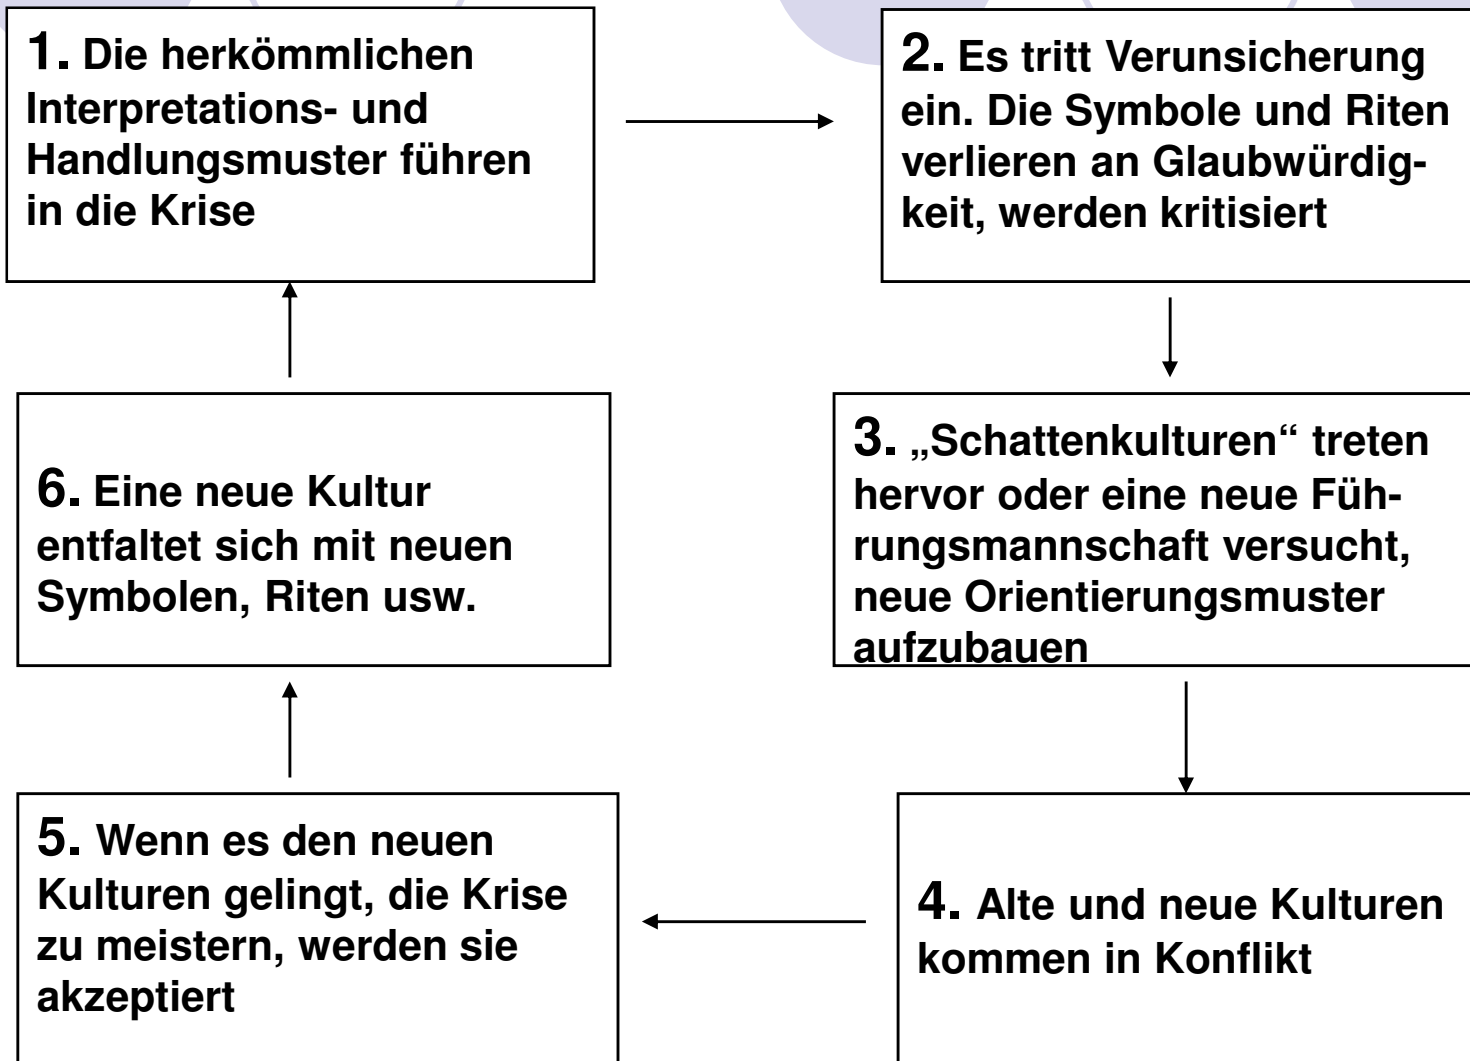 1. Die herkömmlichen
Interpretations- und
Handlungsmuster führen
in die Krise
2. Es tritt Verunsicherung
ein. Die Symbole und Riten
verlieren an Glaubwürdig-
keit, werden kritisiert
3. „Schattenkulturen“ treten
hervor oder eine neue Füh-
rungsmannschaft versucht,
neue Orientierungsmuster
aufzubauen
4. Alte und neue Kulturen
kommen in Konflikt
5. Wenn es den neuen
Kulturen gelingt, die Krise
zu meistern, werden sie
akzeptiert
6. Eine neue Kultur
entfaltet sich mit neuen
Symbolen, Riten usw.